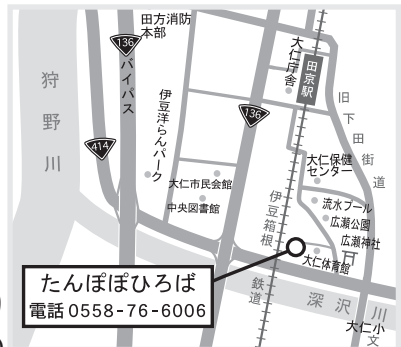 田方消防
本部
136
バイパス
狩野川
414
伊豆洋らんパーク
大仁市民会館
中央図書館
136
大仁庁舎
田京駅
旧下田街道
大仁保健
センター
流水プール
広瀬公園
広瀬神社
伊豆箱根鉄道
大仁体育館
深沢川
大仁小
文
たんぽぽひろば
電話0558-76-6006